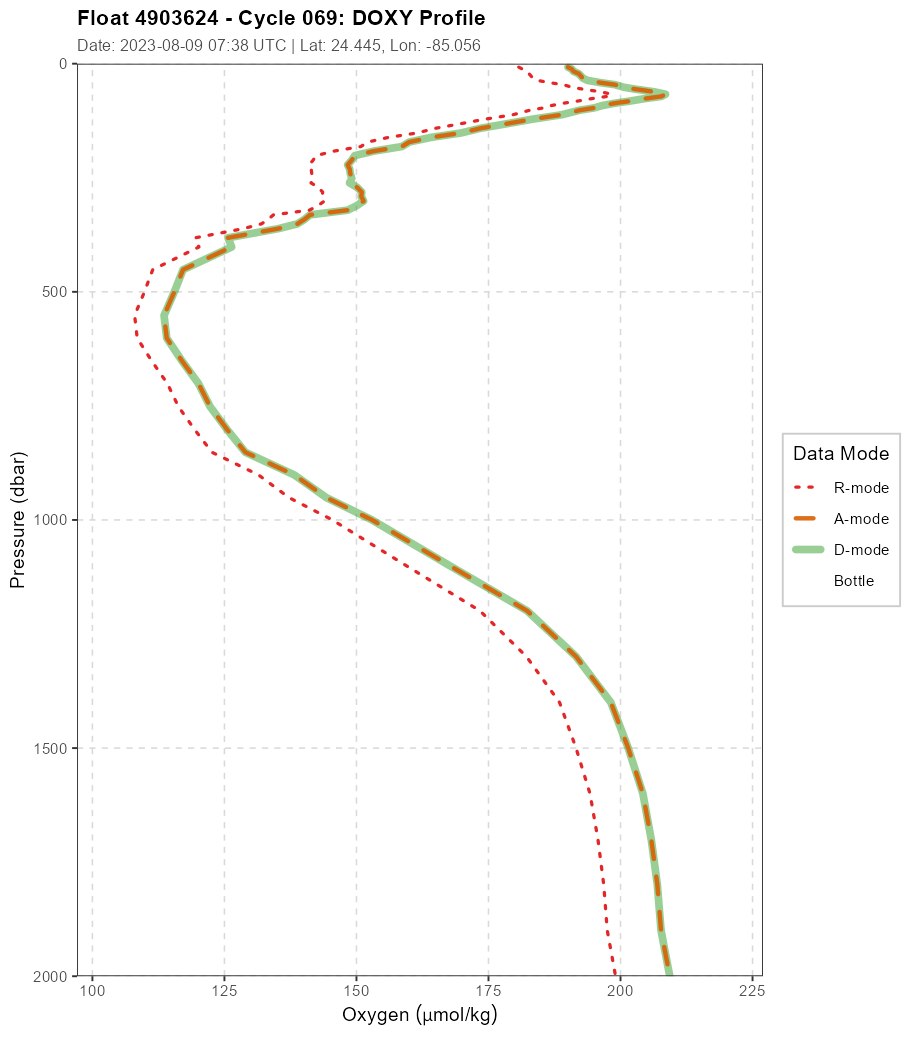 Float 4903624 - Cycle 069: DOXY Profile
Date: 2023-08-09 07:38 UTC | Lat: 24.445, Lon: -85.056
0
500
1000
1500
2000
Pressure (dbar)
100
125
150
175
200
225
Oxygen (μmol/kg)
Data Mode
R-mode
A-mode
D-mode
Bottle